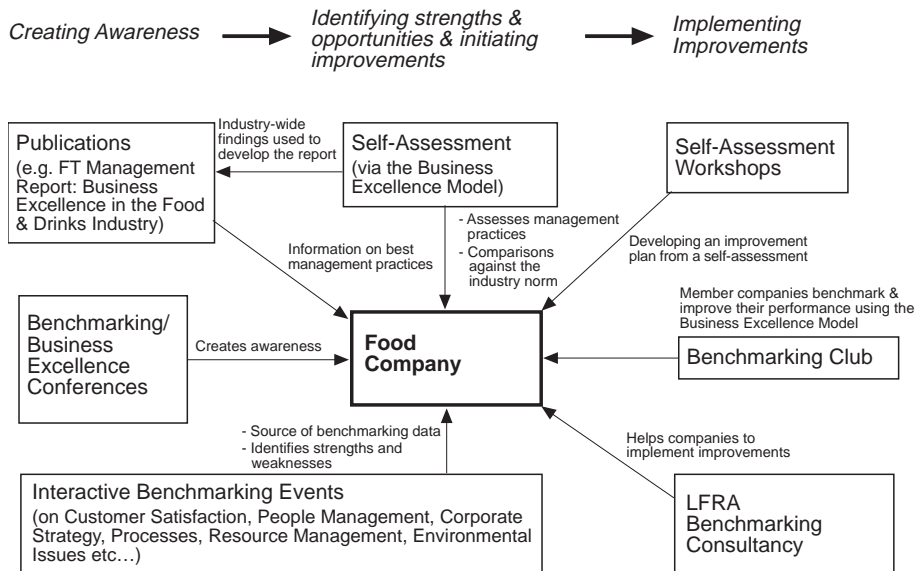 Creating Awareness
Identifying strengths &
opportunities & initiating
improvements
Implementing
Improvements
Publications
(e.g. FT Management
Report: Business
Excellence in the Food
& Drinks Industry)
Industry-wide
findings used to
develop the report
Self-Assessment
(via the Business
Excellence Model)
Self-Assessment
Workshops
Information on best
management practices
- Assesses management
practices
- Comparisons
against the
industry norm
Developing an improvement
plan from a self-assessment
Benchmarking/
Business
Excellence
Conferences
Creates awareness
Food
Company
Member companies benchmark &
improve their performance using the
Business Excellence Model
Benchmarking Club
- Source of benchmarking data
- Identifies strengths and
weaknesses
Helps companies to
implement improvements
Interactive Benchmarking Events
(on Customer Satisfaction, People Management, Corporate
Strategy, Processes, Resource Management, Environmental
Issues etc…)
LFRA
Benchmarking
Consultancy